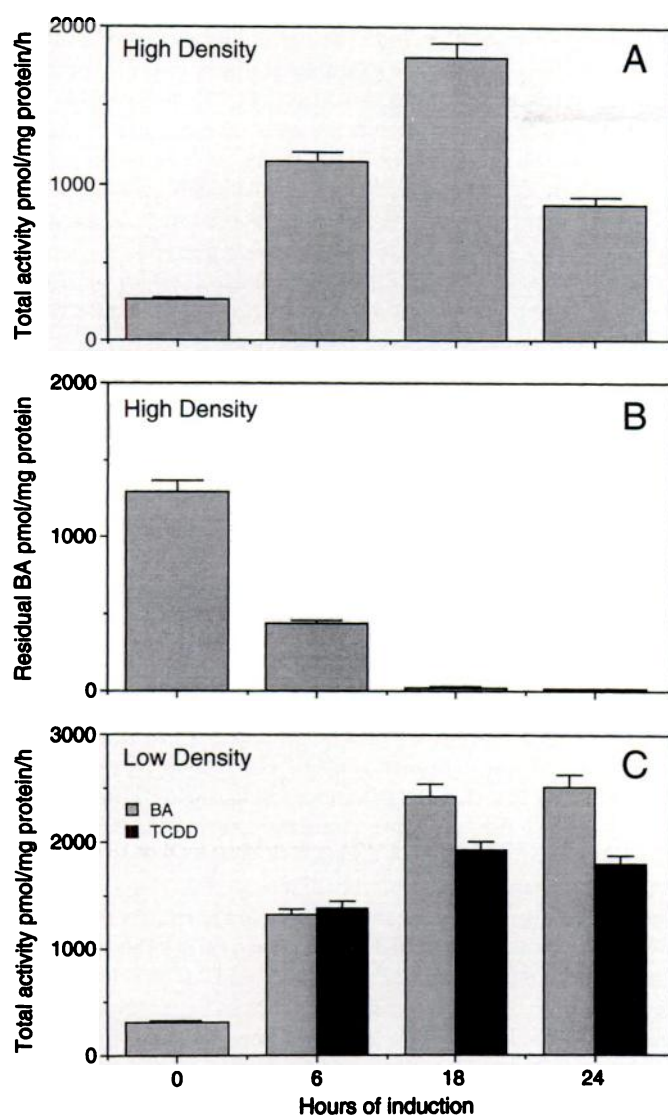 High Density
A
Total activity pmol/mg protein/h
2000
1000
0
High Density
B
Residual BA pmol/mg protein
2000
1000
0
Low Density
C
BA
TCDD
Total activity pmol/mg protein/h
3000
2000
1000
0
0 6 18 24
Hours of induction